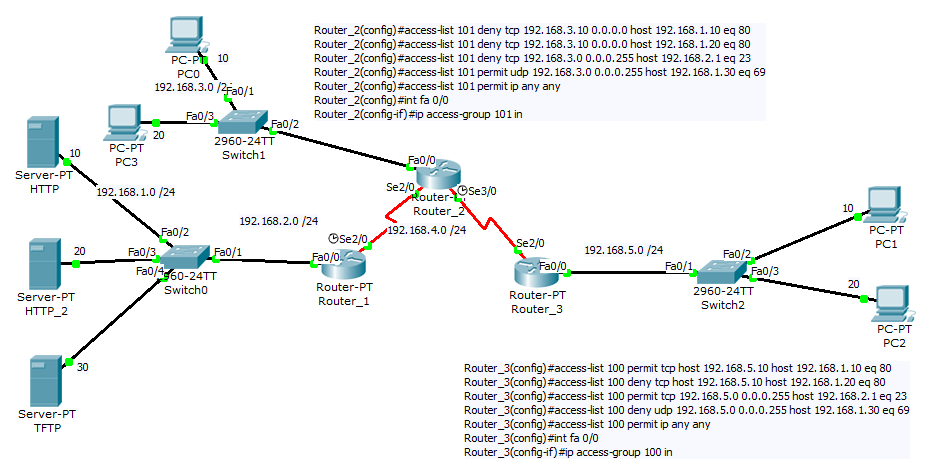 Router_2(config)#access-list 101 deny tcp 192.168.3.10 0.0.0.0 host 192.168.1.10 eq 80
Router_2(config)#access-list 101 deny tcp 192.168.3.10 0.0.0.0 host 192.168.1.20 eq 80
Router_2(config)#access-list 101 deny tcp 192.168.3.0 0.0.0.255 host 192.168.2.1 eq 23
Router_2(config)#access-list 101 permit udp 192.168.3.0 0.0.0.255 host 192.168.1.30 eq 69
Router_2(config)#access-list 101 permit ip any any
Router_2(config)#int fa 0/0
Router_2(config-if)#ip access-group 101 in
10
PC-PT
PC0
192.168.3.0 /2
Fa0/1
Fa0/3
Fa0/2
20
PC-PT
PC3
2960-24TT
Switch1
10
Server-PT
HTTP
192.168.1.0 /24
Fa0/0
Se2/0
Se3/0
Router-
Router_2
192.168.2.0 /24
192.168.4.0 /24
Se2/0
Fa0/2
Fa0/3
Fa0/1
Fa0/4
20
960-24TT
Switch0
Server-PT
HTTP_2
Fa0/0
Router-PT
Router_1
Se2/0
192.168.5.0 /24
Fa0/0
Router-PT
Router_3
Fa0/1
Fa0/2
Fa0/3
2960-24TT
Switch2
10
PC-PT
PC1
20
PC-PT
PC2
30
Server-PT
TFTP
Router_3(config)#access-list 100 permit tcp host 192.168.5.10 host 192.168.1.10 eq 80
Router_3(config)#access-list 100 deny tcp host 192.168.5.10 host 192.168.1.20 eq 80
Router_3(config)#access-list 100 permit tcp 192.168.5.0 0.0.0.255 host 192.168.2.1 eq 23
Router_3(config)#access-list 100 deny udp 192.168.5.0 0.0.0.255 host 192.168.1.30 eq 69
Router_3(config)#access-list 100 permit ip any any
Router_3(config)#int fa 0/0
Router_3(config-if)#ip access-group 100 in